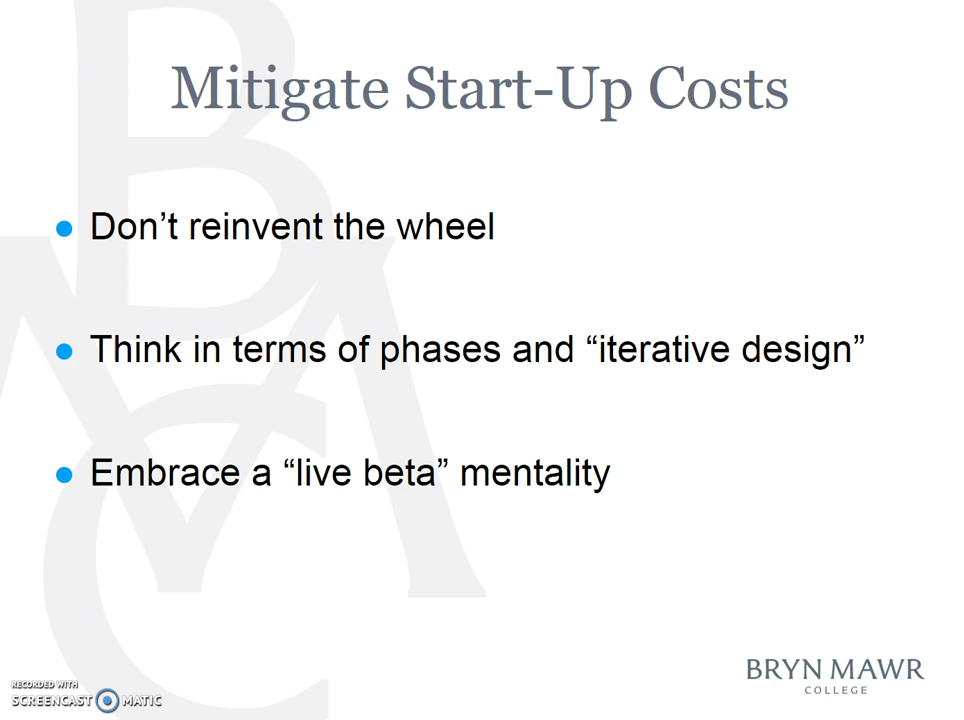 Mitigate Start-Up Costs
● Don’t reinvent the wheel
● Think in terms of phases and “iterative design”
● Embrace a “live beta” mentality
BRYN MAWR
COLLEGE
RECORDED WITH
SCREENCAST MATIC